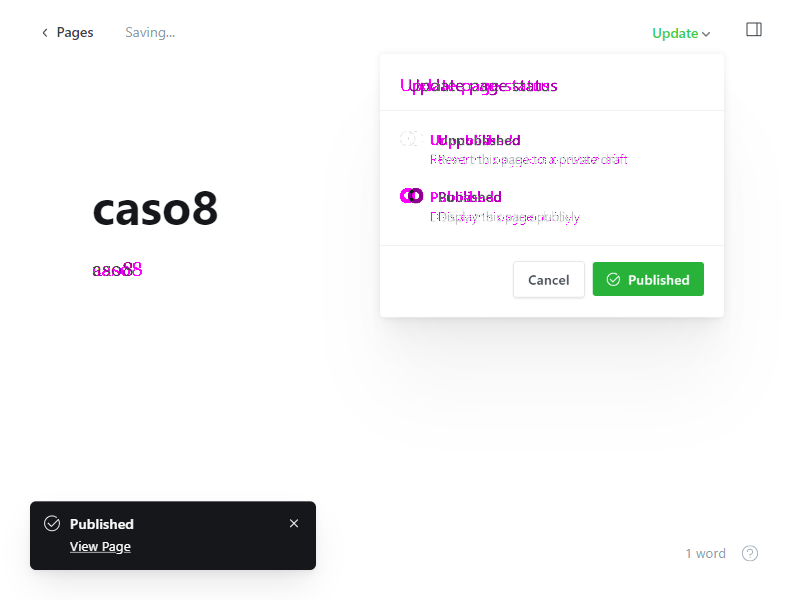 Pages
Saving...
Update
Update page status
Unpublished
Revert this page to a private draft
Published
Display this page publicly
caso8
caso8
Cancel
Published
Published
View Page
1 word